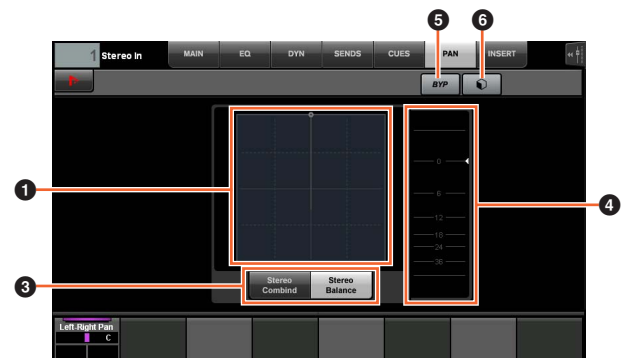 5 6
1 Stereo In MAIN EQ DYN SENDS CUES PAN INSERT
BYP
1
0
6
12
18
24
36
4
3
Stereo Combind
Stereo Balance
Left-Right Pan
C